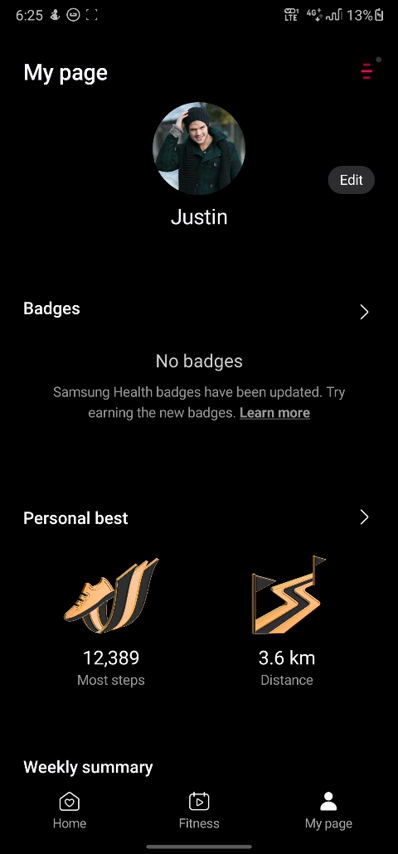 6:25
LTE 4G 13%
My page
Edit
Justin
Badges
No badges
Samsung Health badges have been updated. Try
earning the new badges. Learn more
Personal best
12,389 3.6 km
Most steps Distance
Weekly summary
Home Fitness My page